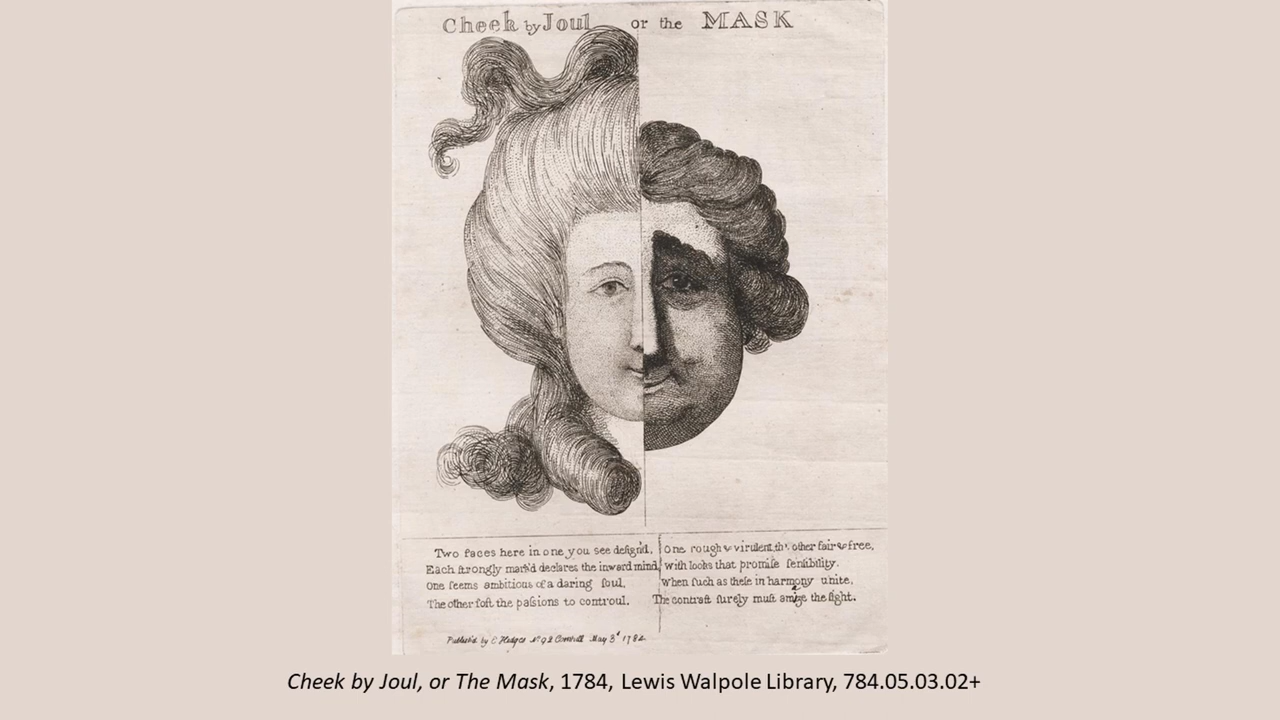 Cheek by Joul or the MASK
Two faces here in one you see deſign'd,
Each ſtrongly mark'd declares the inward mind,
One ſeems ambitious of a daring ſoul,
The other ſoft the paſsions to controul.
One rough & virulent, th'. other fair & free,
With looks that promiſe ſenſibility.
When ſuch as theſe in harmony unite,
The contraſt ſurely muſt amaze the ſight.
Publish'd by C Hedges No. 92 Cornhill May 3d 1784.
Cheek by Joul, or The Mask, 1784, Lewis Walpole Library, 784.05.03.02+